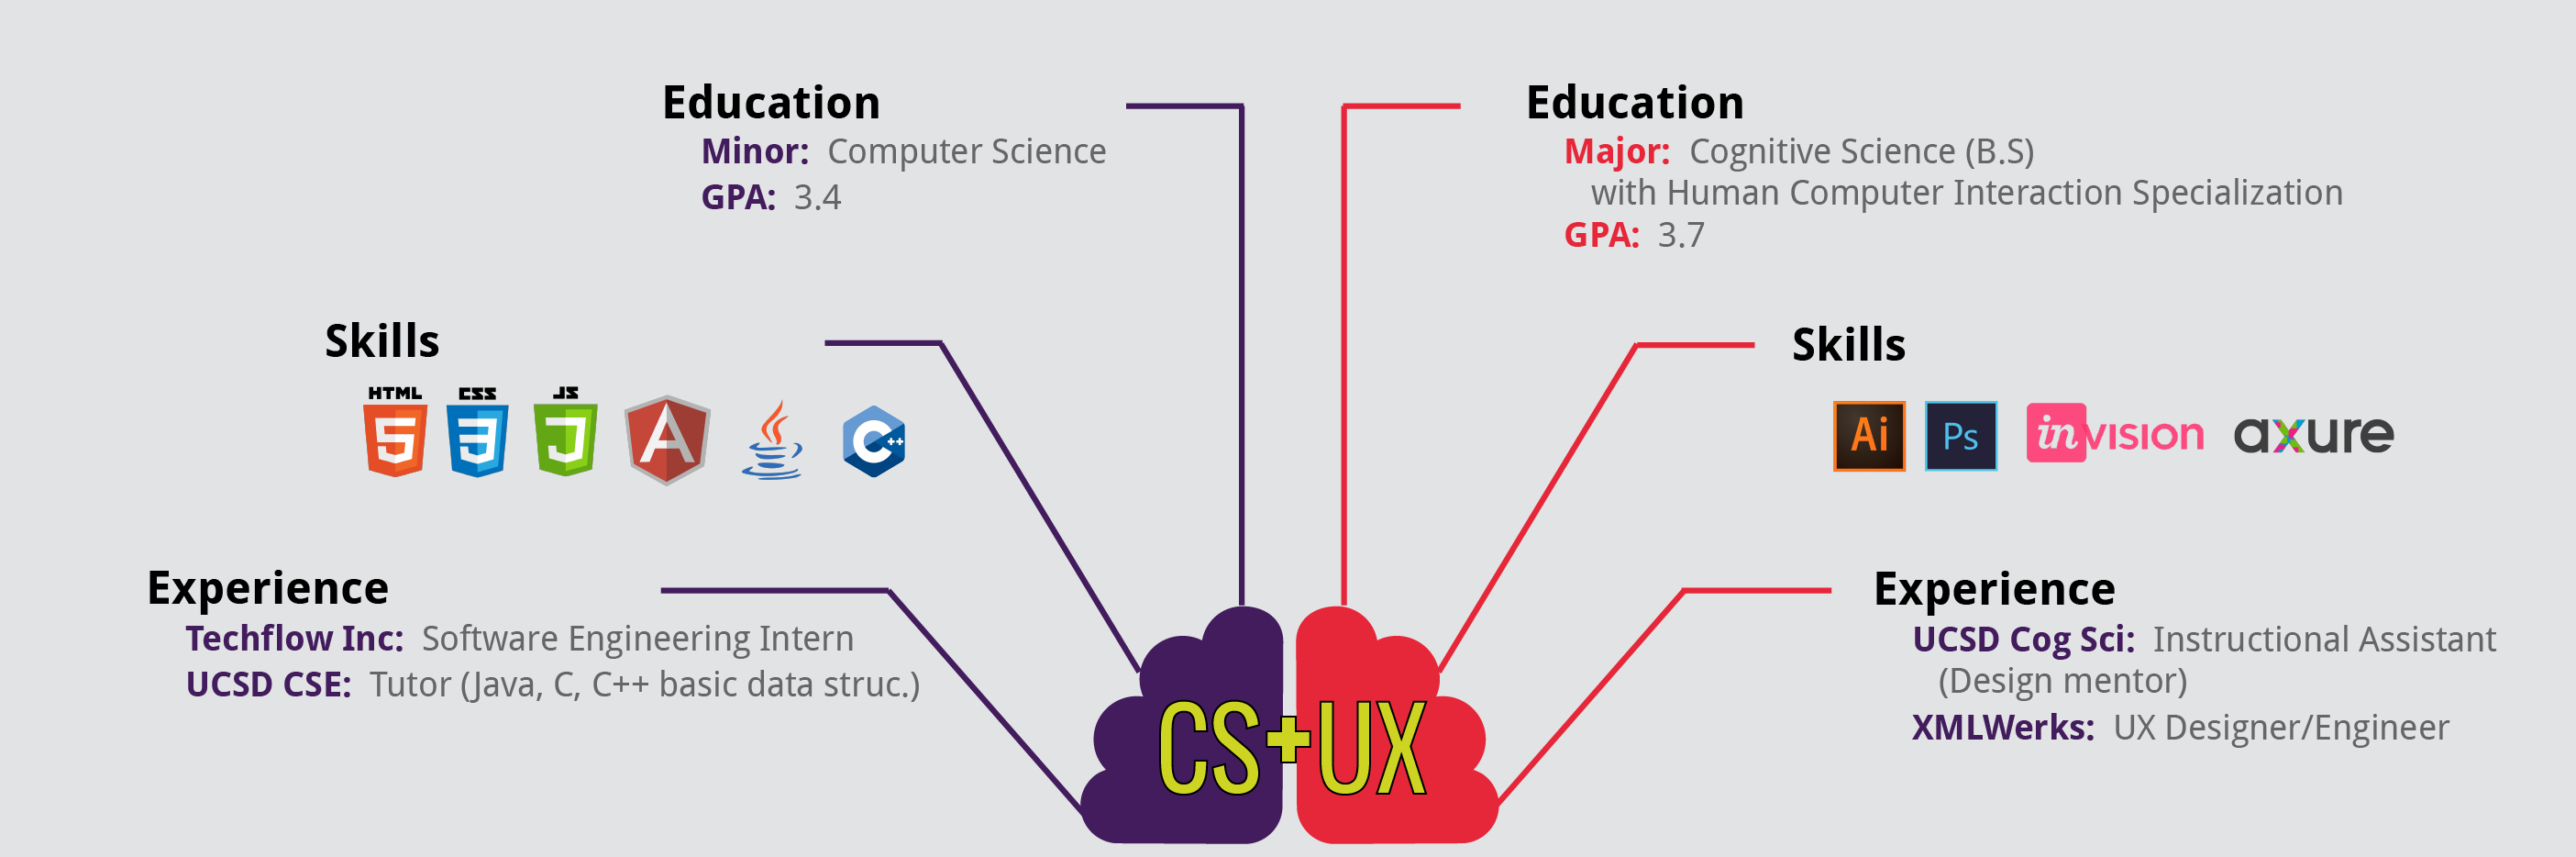 Education
Minor: Computer Science
GPA: 3.4
Skills
HTML CSS JS
5 3 J A C++
Experience
Techflow Inc: Software Engineering Intern
UCSD CSE: Tutor (Java, C, C++ basic data struc.)
Education
Major: Cognitive Science (B.S)
with Human Computer Interaction Specialization
GPA: 3.7
Skills
Ai Ps invision axure
Experience
UCSD Cog Sci: Instructional Assistant
(Design mentor)
XMLWerks: UX Designer/Engineer
CS+UX